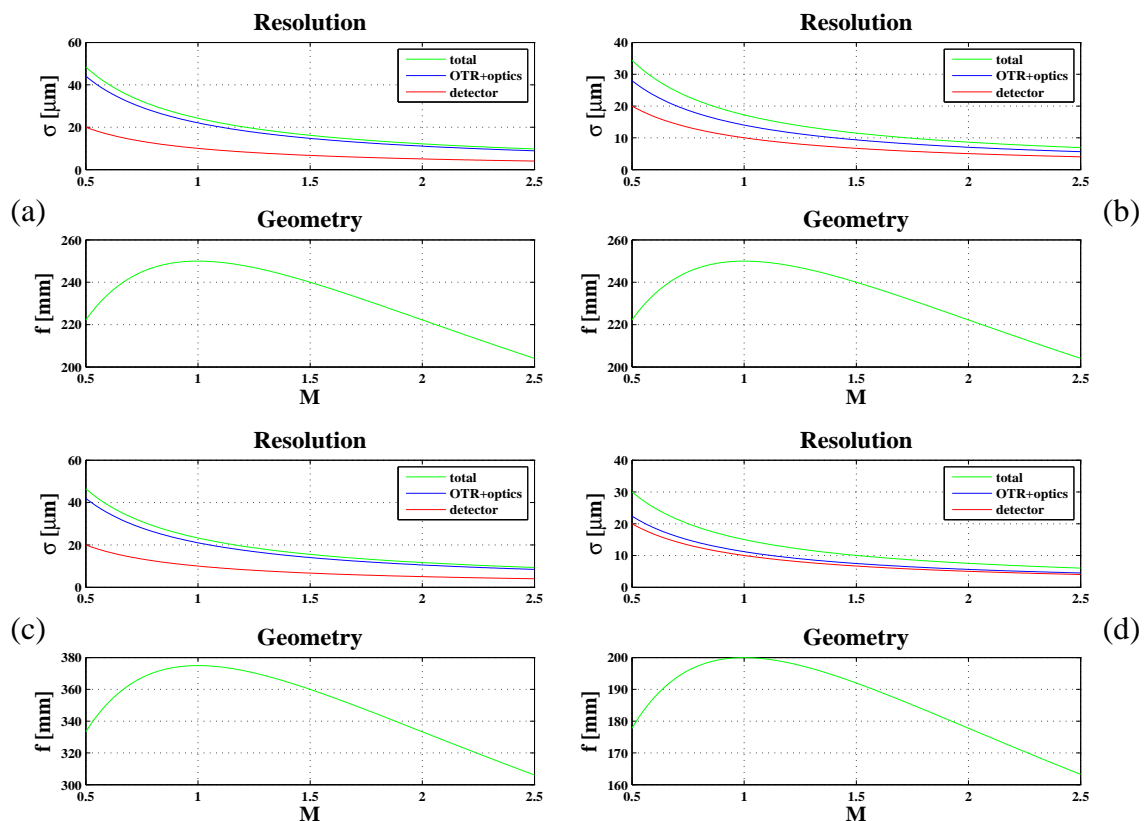 Resolution
60
40
20
0
σ [μm]
total
OTR+optics
detector
0.5 1 1.5 2 2.5
(a)
Geometry
260
240
220
200
f [mm]
0.5 1 1.5 2 2.5
M
Resolution
40
30
20
10
0
σ [μm]
total
OTR+optics
detector
0.5 1 1.5 2 2.5
(b)
Geometry
260
240
220
200
f [mm]
0.5 1 1.5 2 2.5
M
Resolution
60
40
20
0
σ [μm]
total
OTR+optics
detector
0.5 1 1.5 2 2.5
(c)
Geometry
380
360
340
320
300
f [mm]
0.5 1 1.5 2 2.5
M
Resolution
40
30
20
10
0
σ [μm]
total
OTR+optics
detector
0.5 1 1.5 2 2.5
(d)
Geometry
200
190
180
170
160
f [mm]
0.5 1 1.5 2 2.5
M